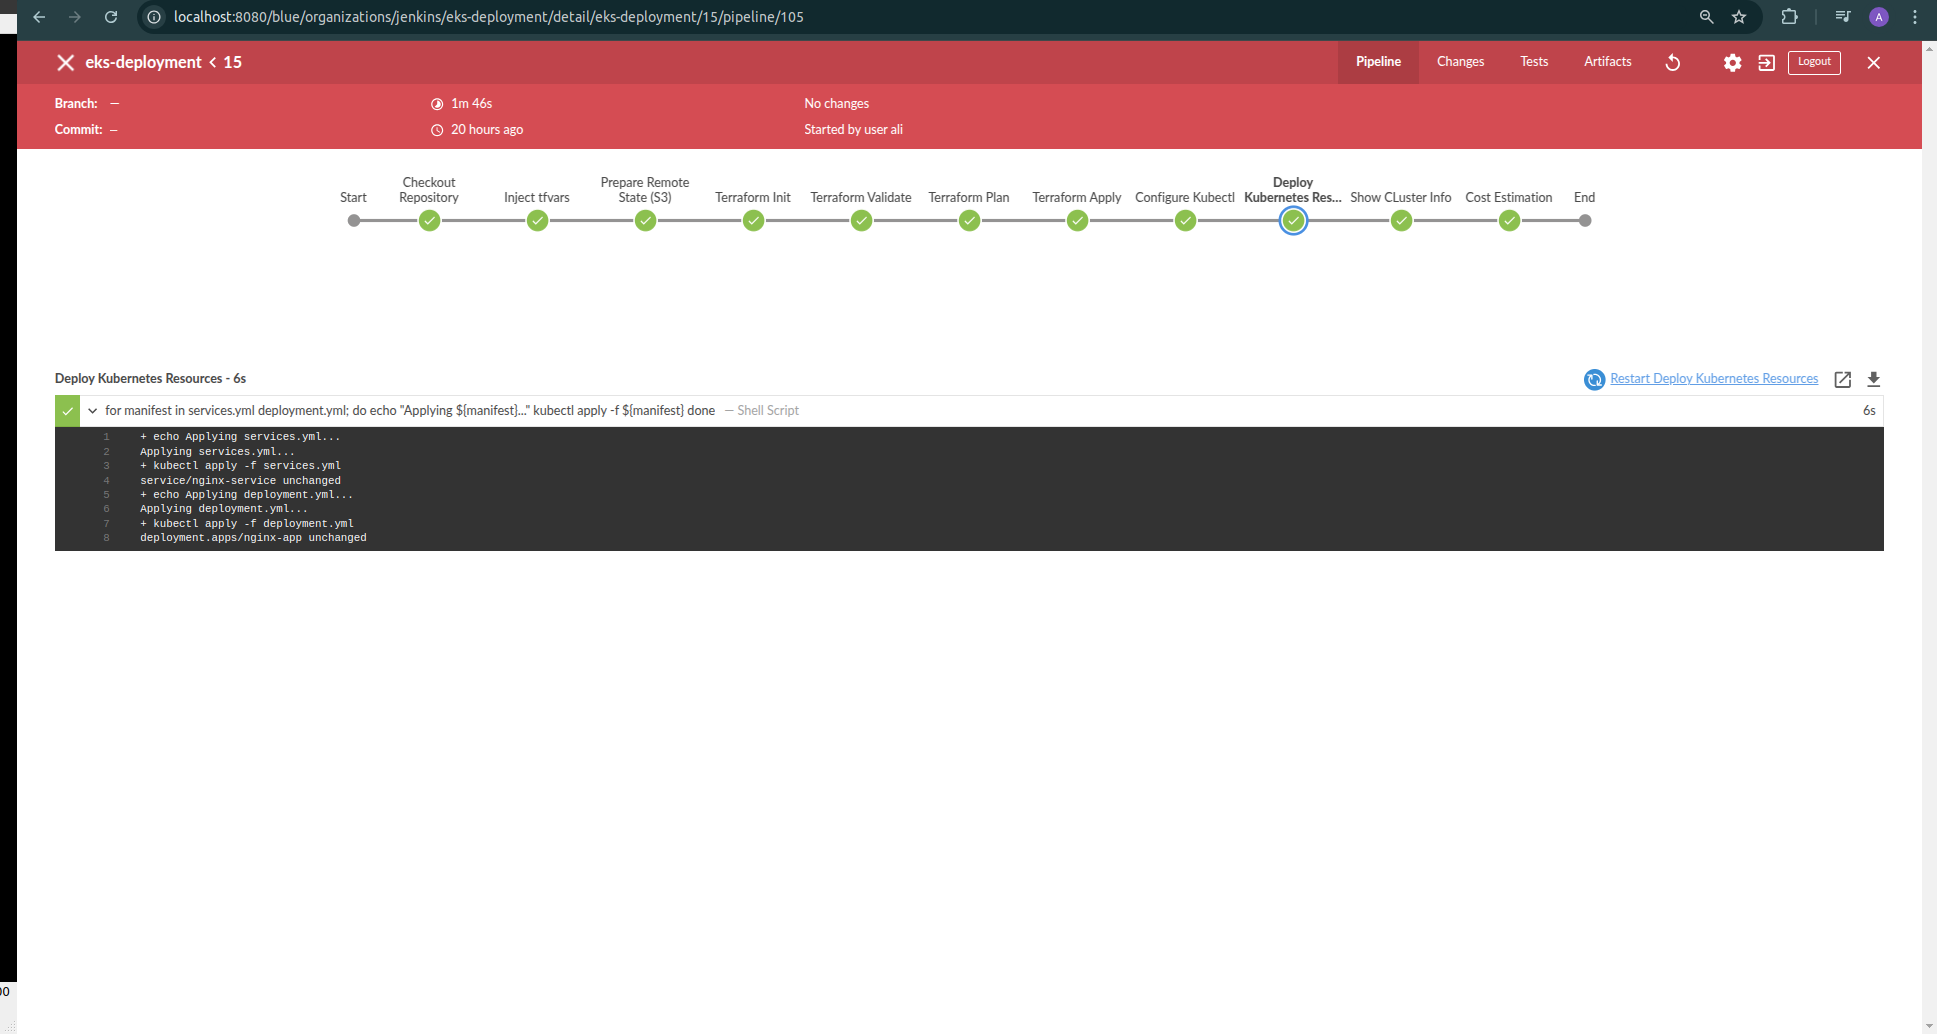 localhost:8080/blue/organizations/jenkins/eks-deployment/detail/eks-deployment/15/pipeline/105
A
eks-deployment < 15
Pipeline Changes Tests Artifacts Logout
Branch: —
1m 46s
No changes
Commit: —
20 hours ago
Started by user ali
Start
Checkout
Repository
Inject tfvars
Prepare Remote
State (S3)
Terraform Init
Terraform Validate
Terraform Plan
Terraform Apply
Configure Kubectl
Deploy
Kubernetes Res...
Show CLuster Info
Cost Estimation
End
Deploy Kubernetes Resources - 6s
Restart Deploy Kubernetes Resources
for manifest in services.yml deployment.yml; do echo "Applying ${manifest}..." kubectl apply -f ${manifest} done — Shell Script
6s
1 + echo Applying services.yml...
2 Applying services.yml...
3 + kubectl apply -f services.yml
4 service/nginx-service unchanged
5 + echo Applying deployment.yml...
6 Applying deployment.yml...
7 + kubectl apply -f deployment.yml
8 deployment.apps/nginx-app unchanged